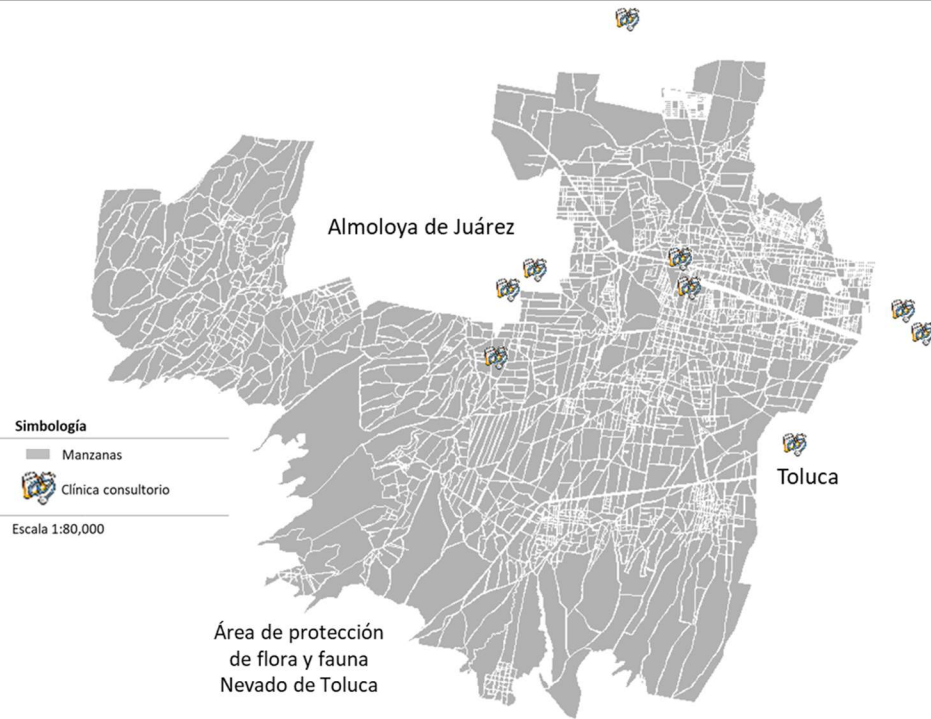 Almoloya de Juárez
Simbología
Manzanas
Clínica consultorio
Escala 1:80,000
Toluca
Área de protección
de flora y fauna
Nevado de Toluca